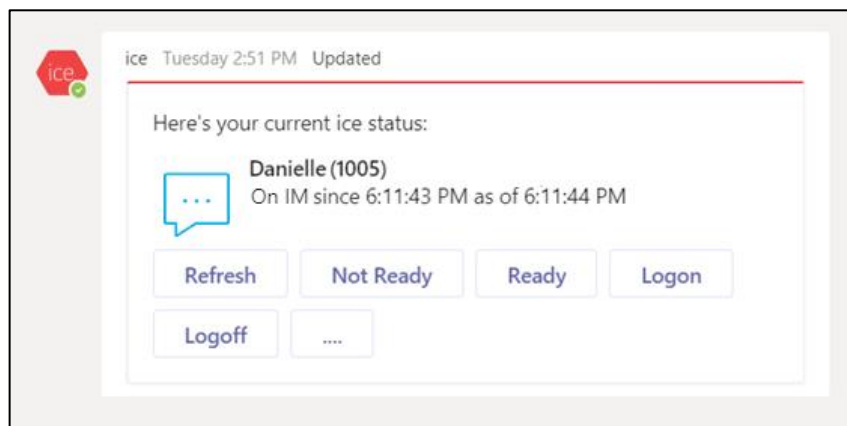 ice
ice Tuesday 2:51 PM Updated
Here's your current ice status:
Danielle (1005)
On IM since 6:11:43 PM as of 6:11:44 PM
Refresh Not Ready Ready Logon
Logoff ....